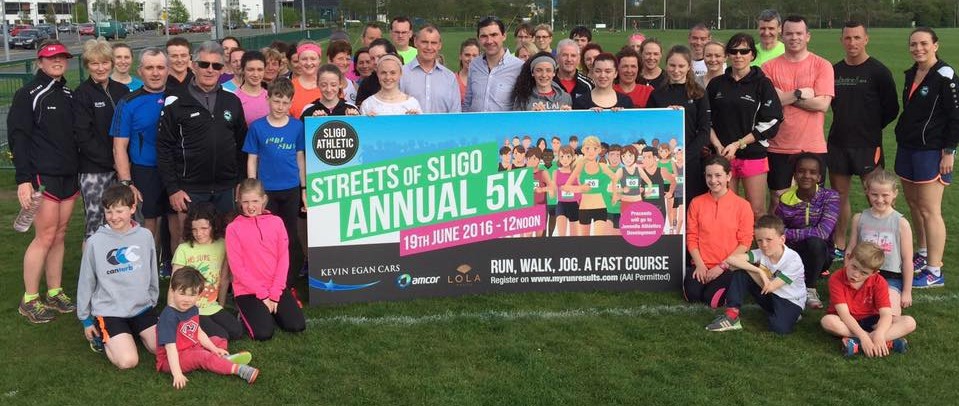 SLIGO
ATHLETIC
CLUB
STREETS OF SLIGO
ANNUAL 5K
19TH JUNE 2016 - 12NOON
Proceeds
will go to
Juvenile Athletics
Development
KEVIN EGAN CARS
amcor
LOLA
RUN, WALK, JOG. A FAST COURSE
Register on www.myrunresults.com (AAI Permitted)
canterbury